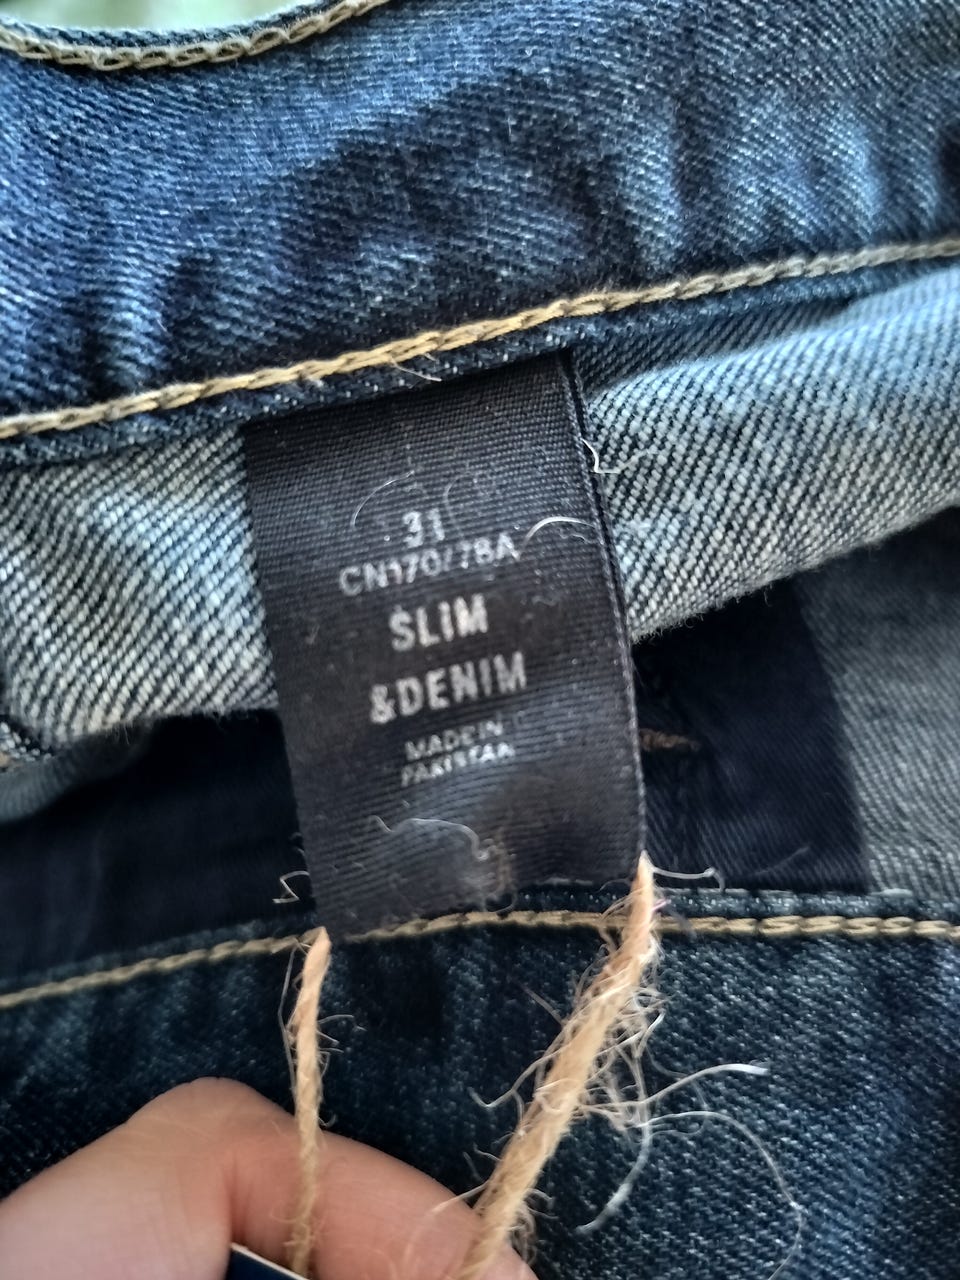 31
CN170/78A
SLIM
&DENIM
MADE IN
PAKISTAN